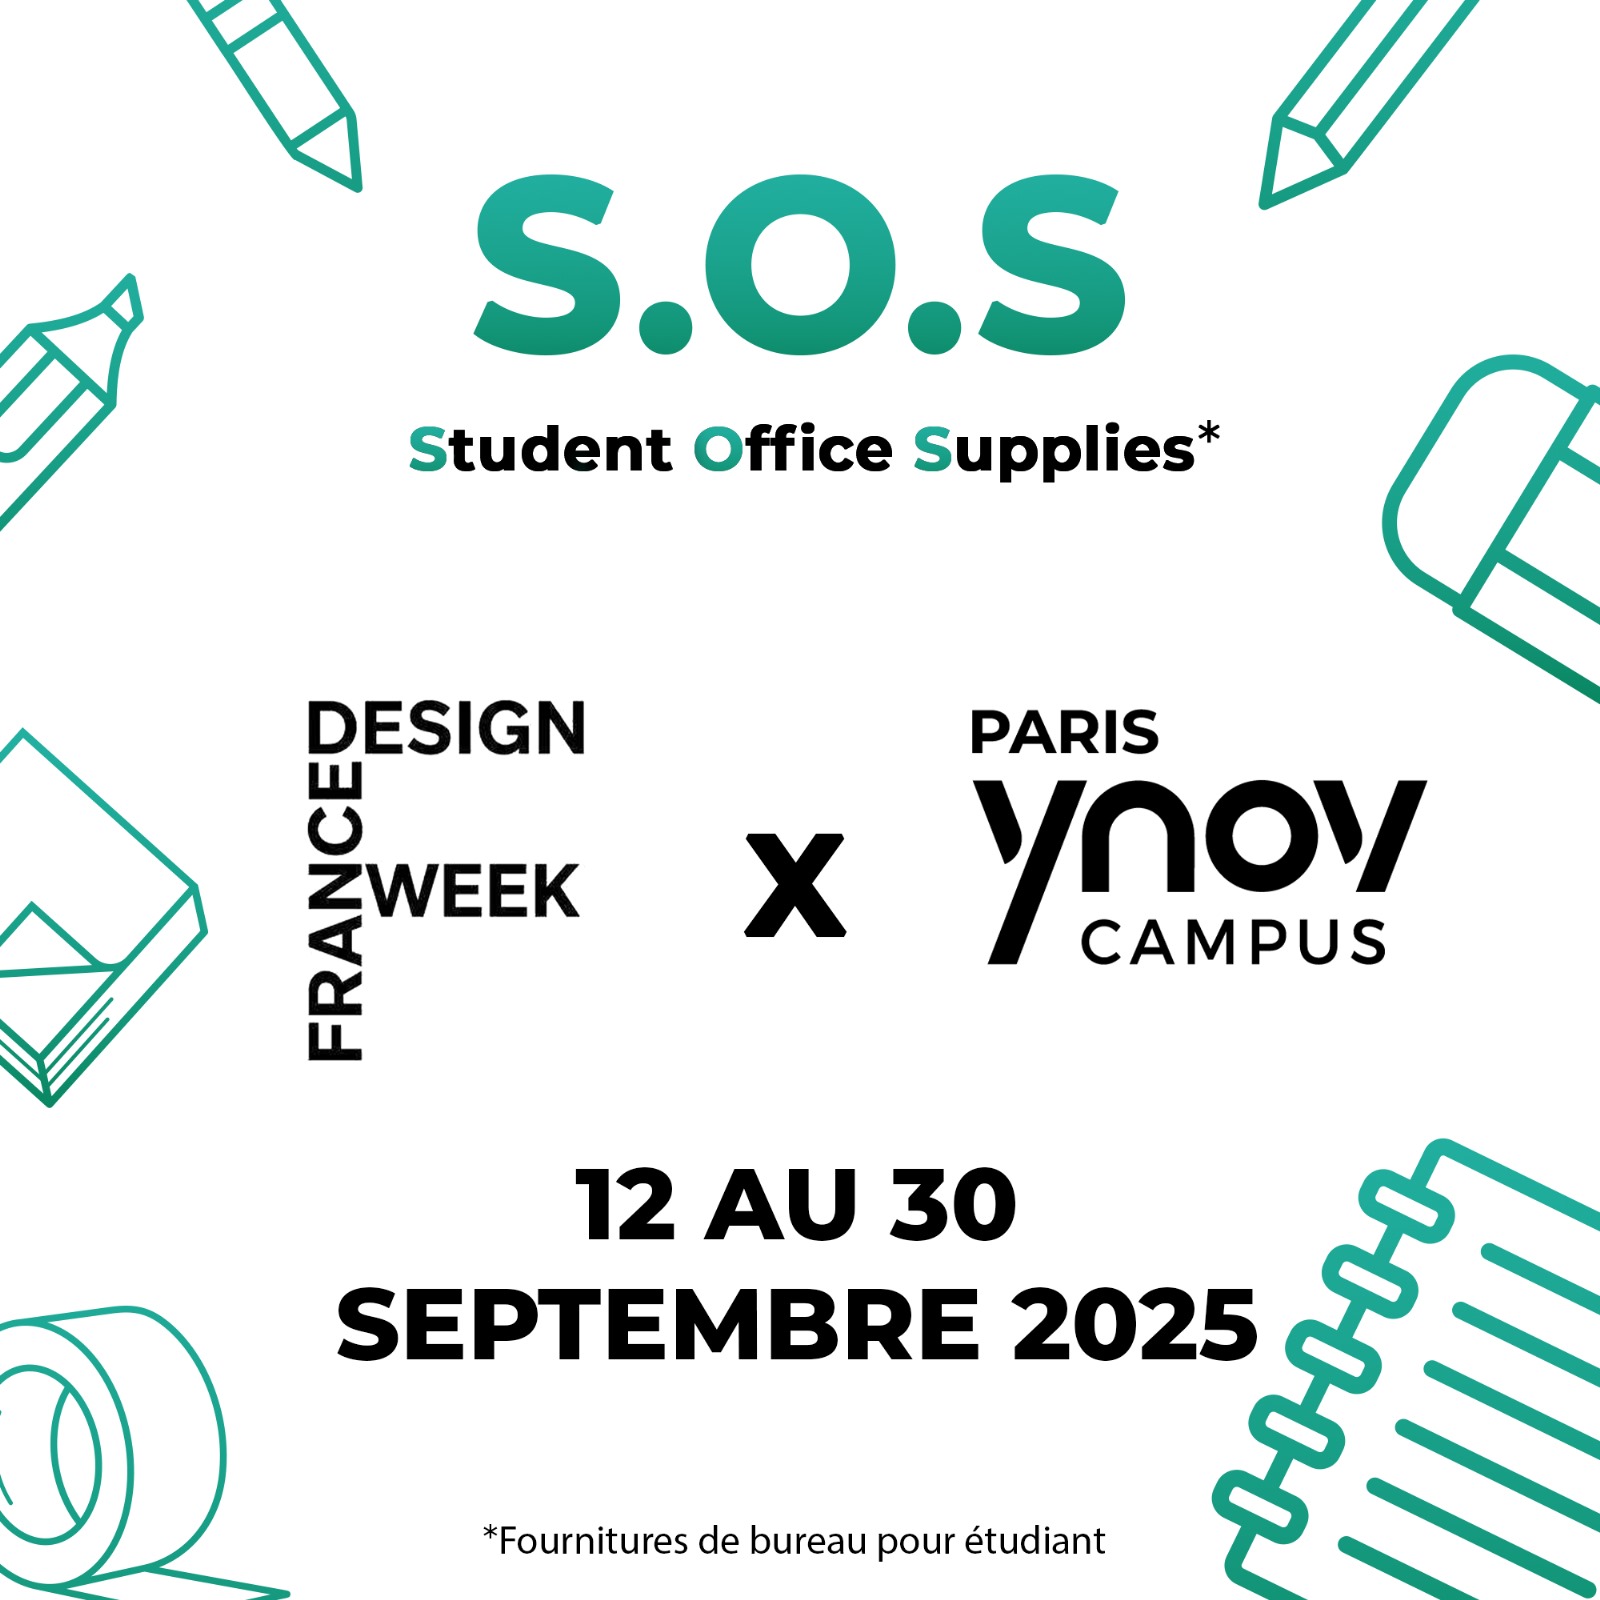 S.O.S
Student Office Supplies*
DESIGN
FRANCE
WEEK
x
PARIS
ynov
CAMPUS
12 AU 30
SEPTEMBRE 2025
*Fournitures de bureau pour étudiant